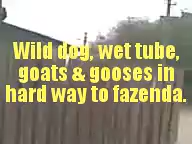 Wild dog, wet tube,
goats & gooses in
hard way to fazenda.